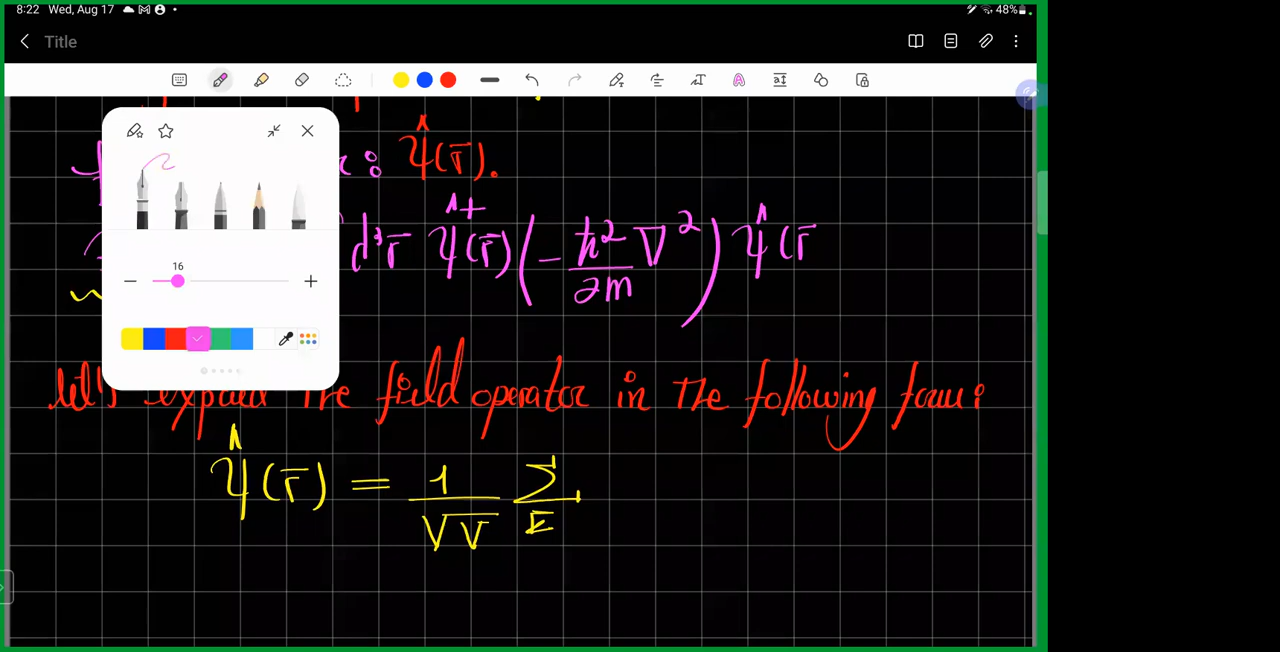 8:22 Wed, Aug 17 48%
Title
: ψ̂(r̄).
16
d³r̄ ψ̂⁺(r̄)(-ħ²/2m ∇²) ψ̂(r̄
let's expand the field operator in the following form:
ψ̂(r̄) = 1/√V Σ k̄